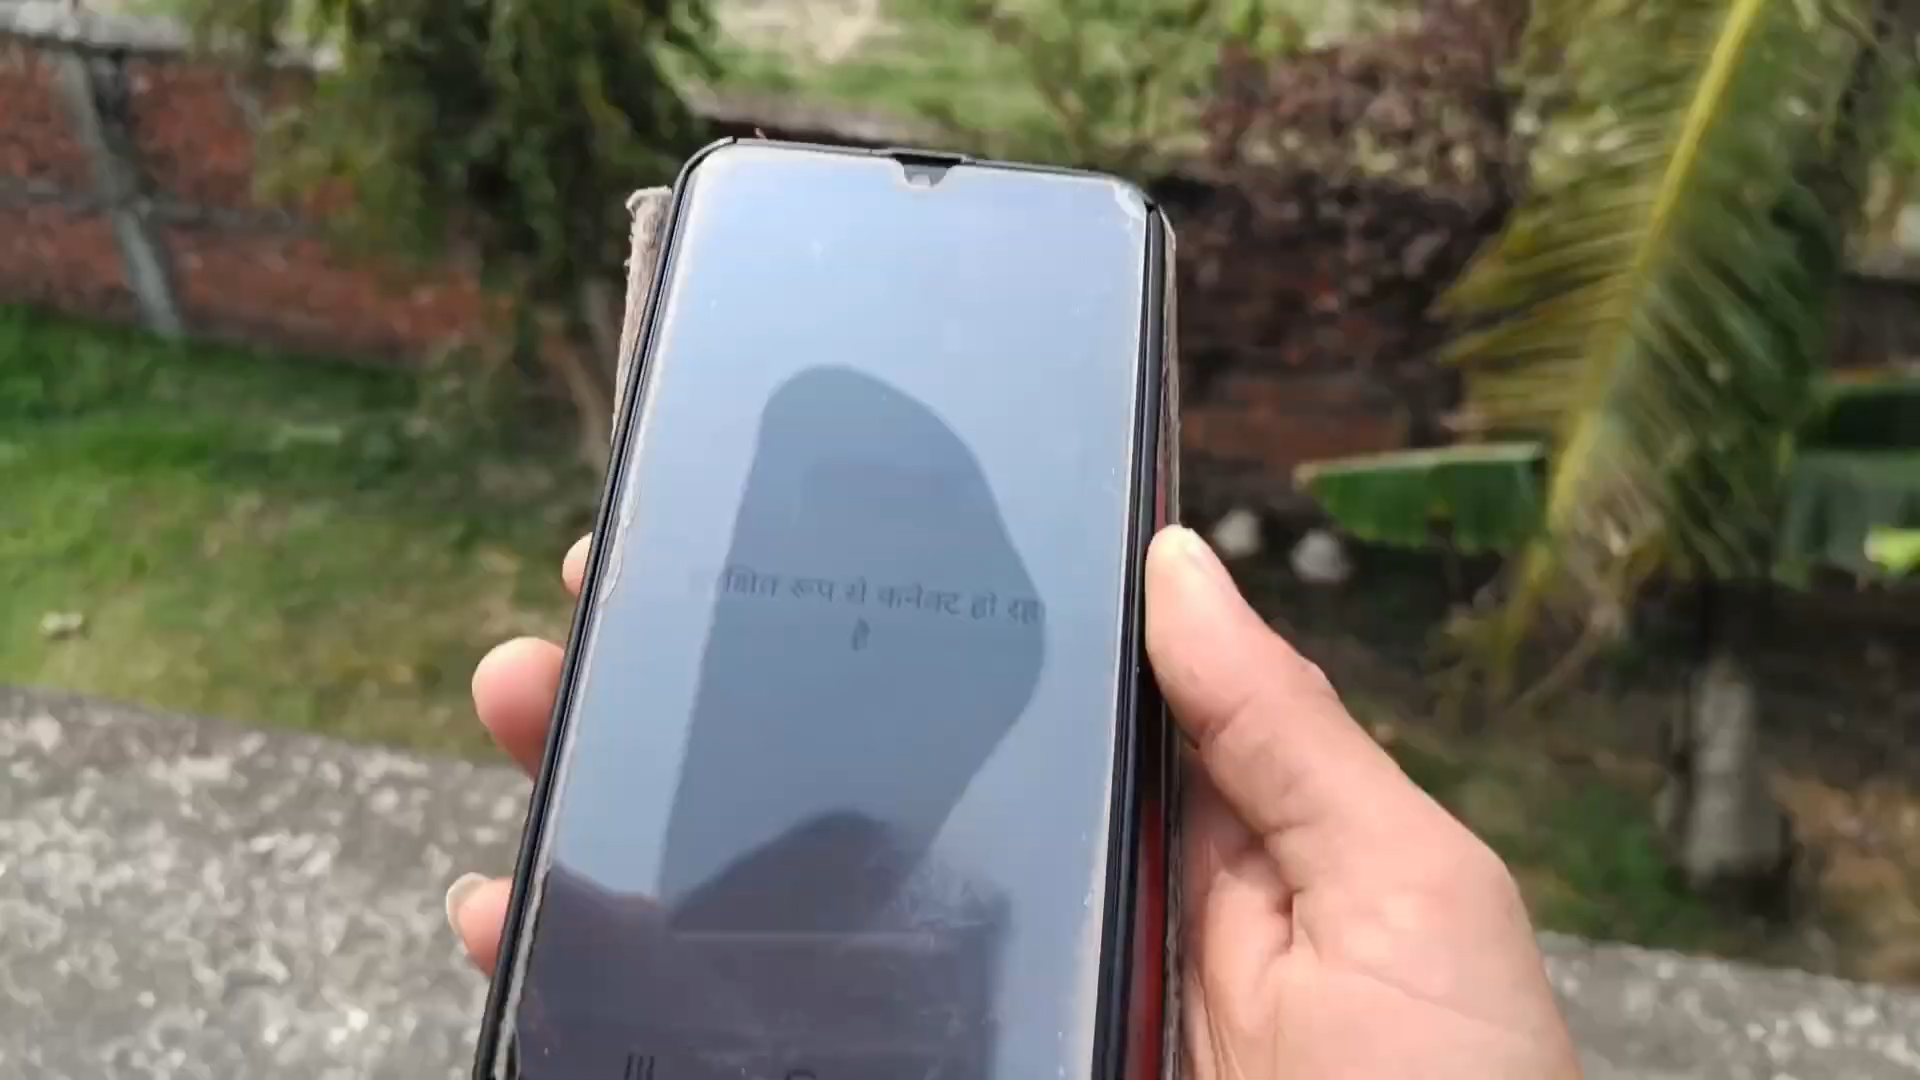 रूप से कनेक्ट हो रहा
है